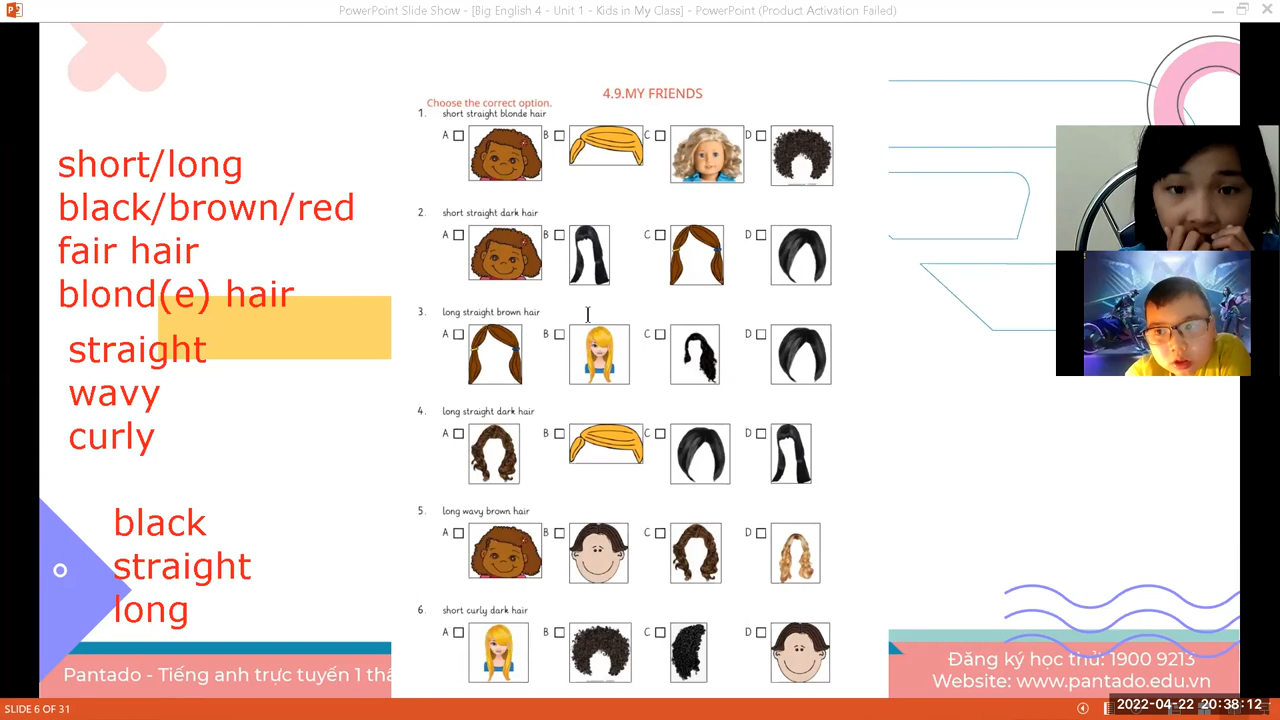 PowerPoint Slide Show - [Big English 4 - Unit 1 - Kids in My Class] - PowerPoint (Product Activation Failed)
short/long
black/brown/red
fair hair
blond(e) hair
straight
wavy
curly
black
straight
long
4.9.MY FRIENDS
Choose the correct option.
1. short straight blonde hair
A B C D
2. short straight dark hair
A B C D
3. long straight brown hair
A B C D
4. long straight dark hair
A B C D
5. long wavy brown hair
A B C D
6. short curly dark hair
A B C D
Pantado - Tiếng anh trực tuyến 1 thầ
Đăng ký học thử: 1900 9213
Website: www.pantado.edu.vn
SLIDE 6 OF 31
2022-04-22 20:38:12